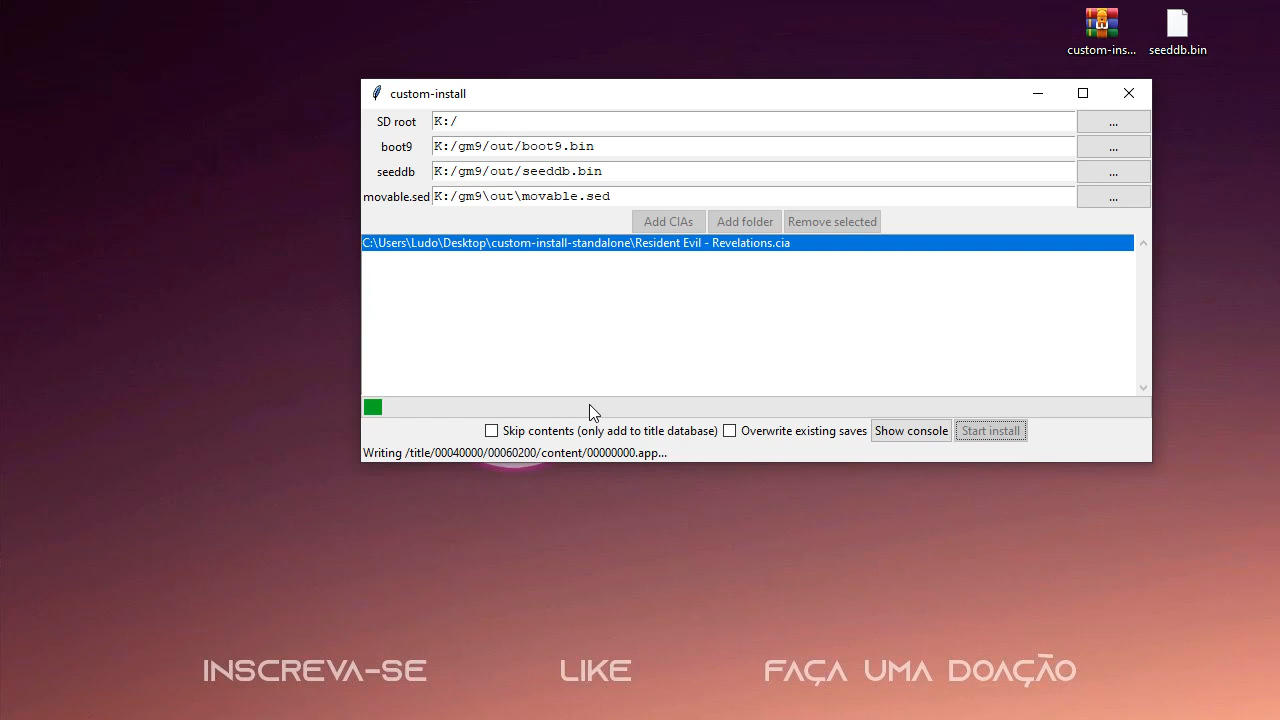 custom-ins...
seeddb.bin
custom-install
SD root
K:/
...
boot9
K:/gm9/out/boot9.bin
...
seeddb
K:/gm9/out/seeddb.bin
...
movable.sed
K:/gm9\out\movable.sed
...
Add CIAs
Add folder
Remove selected
C:\Users\Ludo\Desktop\custom-install-standalone\Resident Evil - Revelations.cia
Skip contents (only add to title database)
Overwrite existing saves
Show console
Start install
Writing /title/00040000/00060200/content/00000000.app...
INSCREVA-SE
LIKE
FAÇA UMA DOAÇÃO